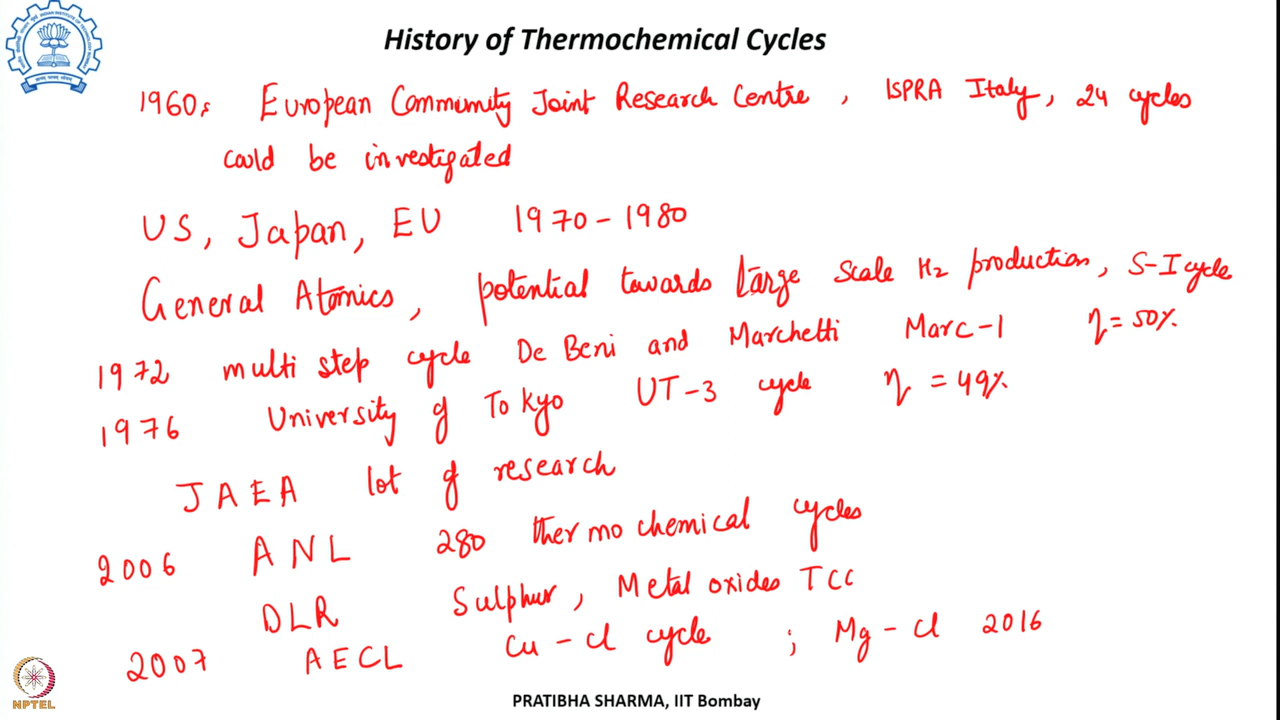 History of Thermochemical Cycles
1960s European Community Joint Research Centre, ISPRA Italy, 24 cycles
could be investigated
US, Japan, EU 1970-1980
General Atomics, potential towards Large scale H2 production, S-I cycle
1972 multi step cycle De Beni and Marchetti Marc-1 η = 50%
1976 University of Tokyo UT-3 cycle η = 49%
JAEA lot of research
2006 ANL 280 thermochemical cycles
DLR Sulphur, Metal oxides TCC
2007 AECL Cu-Cl cycle ; Mg-Cl 2016
NPTEL
PRATIBHA SHARMA, IIT Bombay